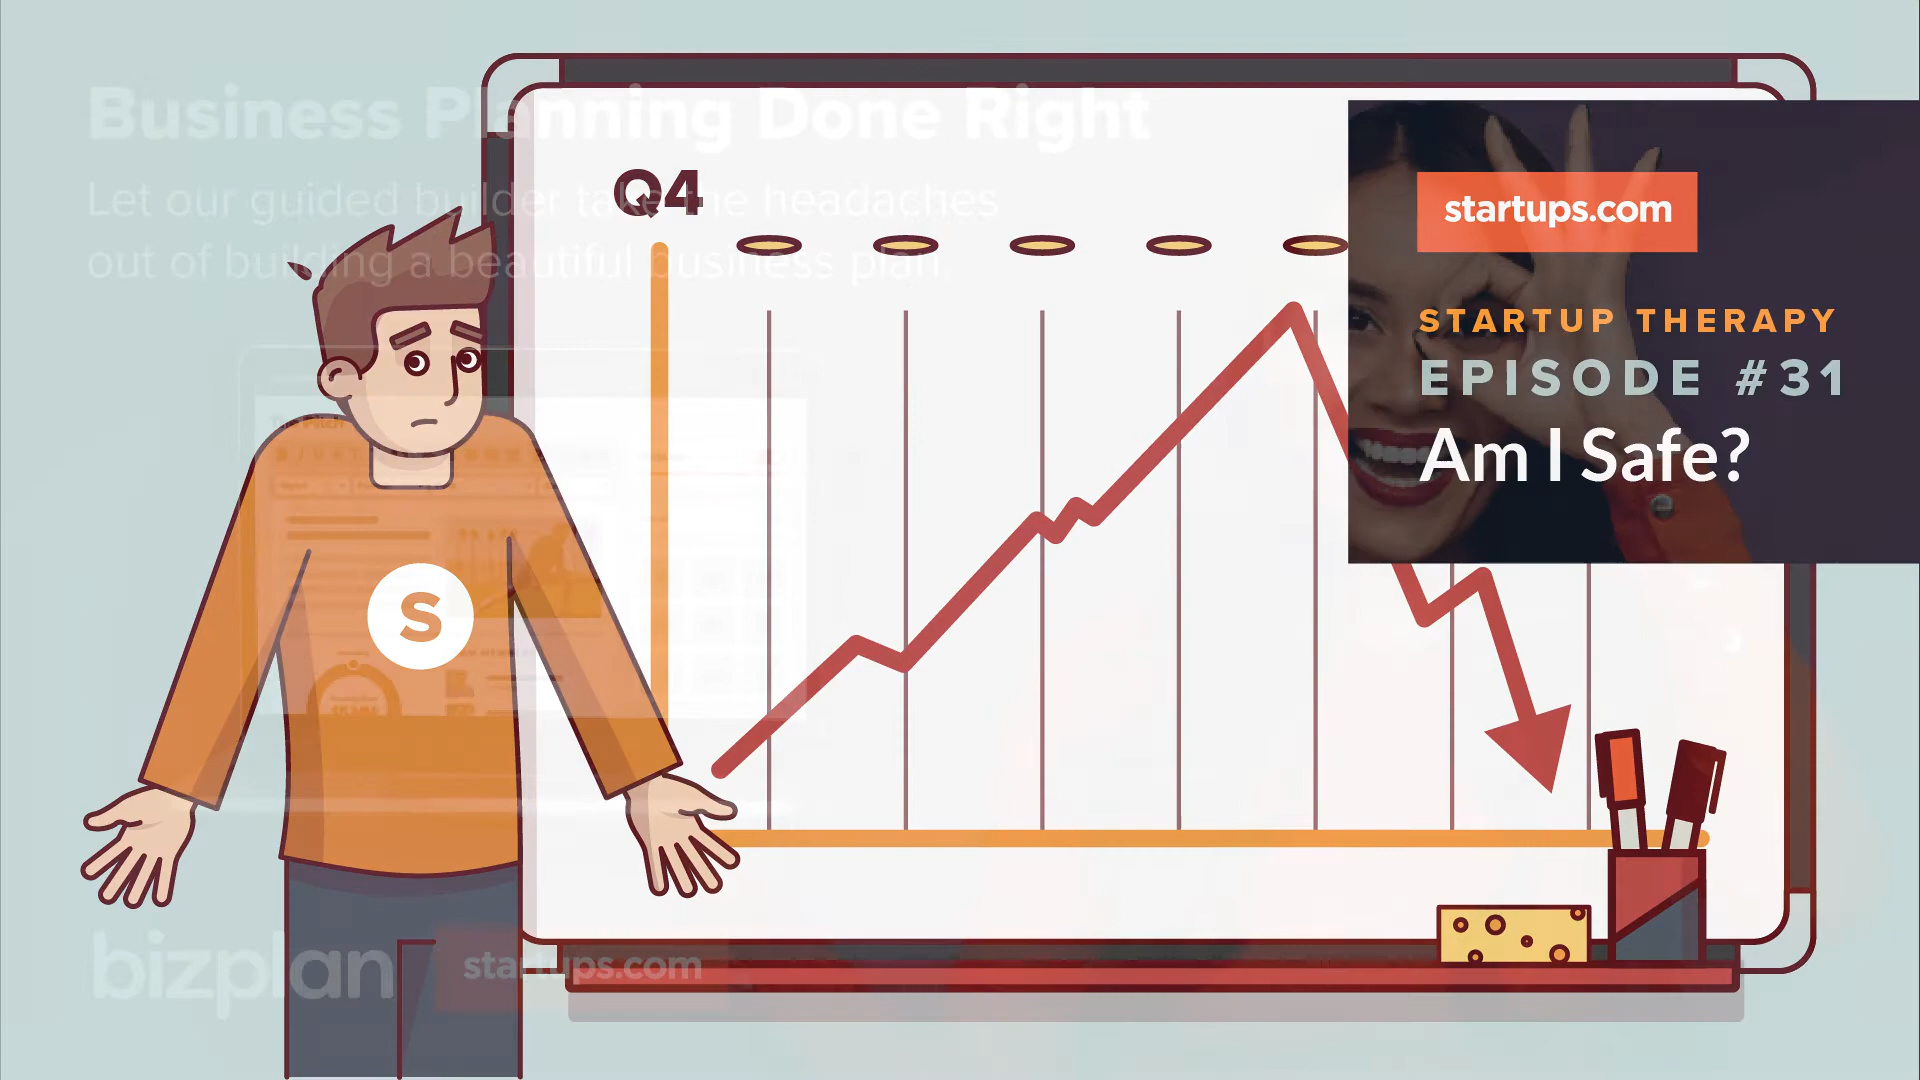 Business Planning Done Right
Let our guided builder take the headaches
out of building a beautiful business plan.
Q4
startups.com
STARTUP THERAPY
EPISODE #31
Am I Safe?
Pitch
S
bizplan
startups.com